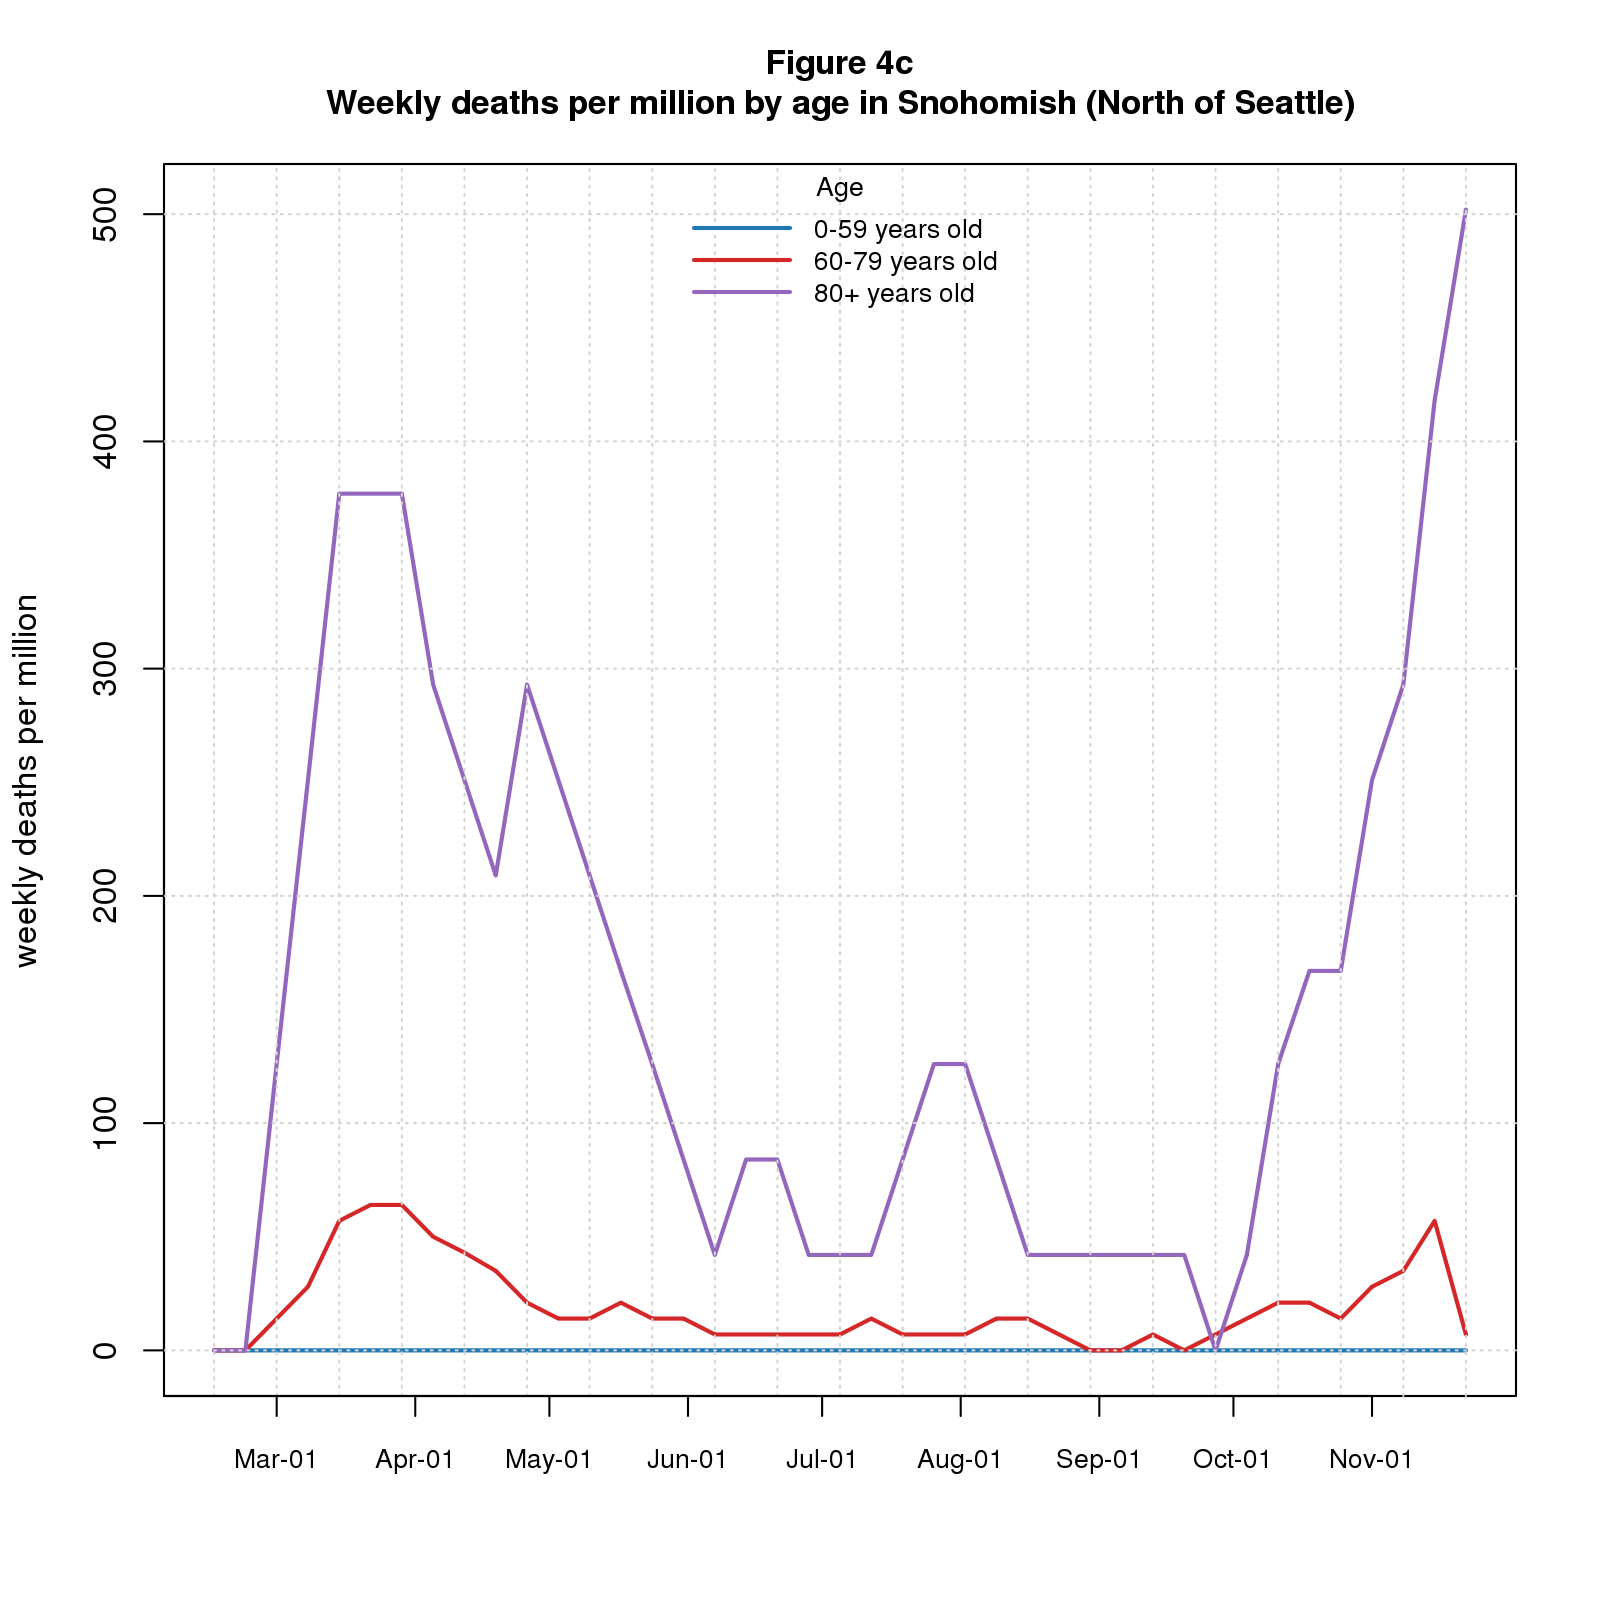 Figure 4c
Weekly deaths per million by age in Snohomish (North of Seattle)
Age
0-59 years old
60-79 years old
80+ years old
weekly deaths per million
500
400
300
200
100
0
Mar-01 Apr-01 May-01 Jun-01 Jul-01 Aug-01 Sep-01 Oct-01 Nov-01